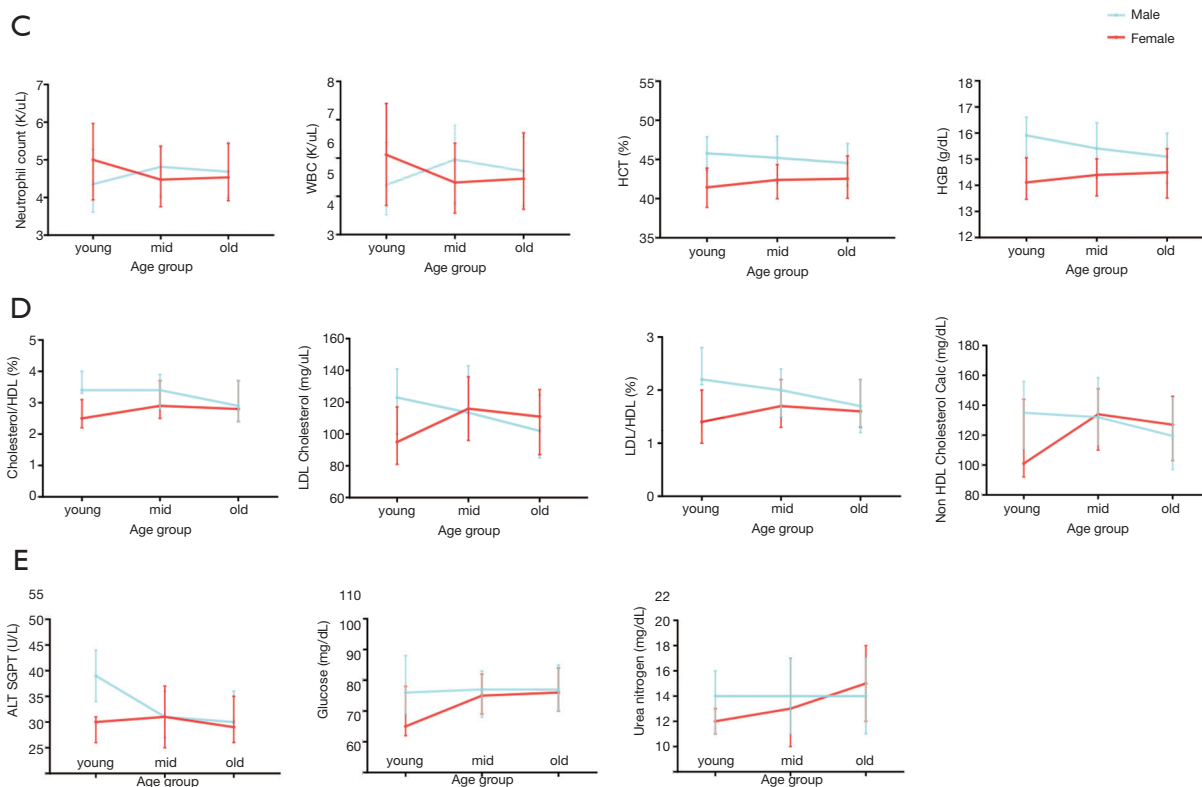 C
Male
Female
Neutrophil count (K/uL)
7
6
5
4
3
young mid old
Age group
WBC (K/uL)
8
7
6
5
4
3
young mid old
Age group
HCT (%)
55
50
45
40
35
young mid old
Age group
HGB (g/dL)
18
17
16
15
14
13
12
young mid old
Age group
D
Cholesterol/HDL (%)
5
4
3
2
1
0
young mid old
Age group
LDL Cholesterol (mg/uL)
160
140
120
100
80
60
young mid old
Age group
LDL/HDL (%)
3
2
1
0
young mid old
Age group
Non HDL Cholesterol Calc (mg/dL)
180
160
140
120
100
80
young mid old
Age group
E
ALT SGPT (U/L)
55
50
45
40
35
30
25
young mid old
Age group
Glucose (mg/dL)
110
100
90
80
70
60
young mid old
Age group
Urea nitrogen (mg/dL)
22
20
18
16
14
12
10
young mid old
Age group